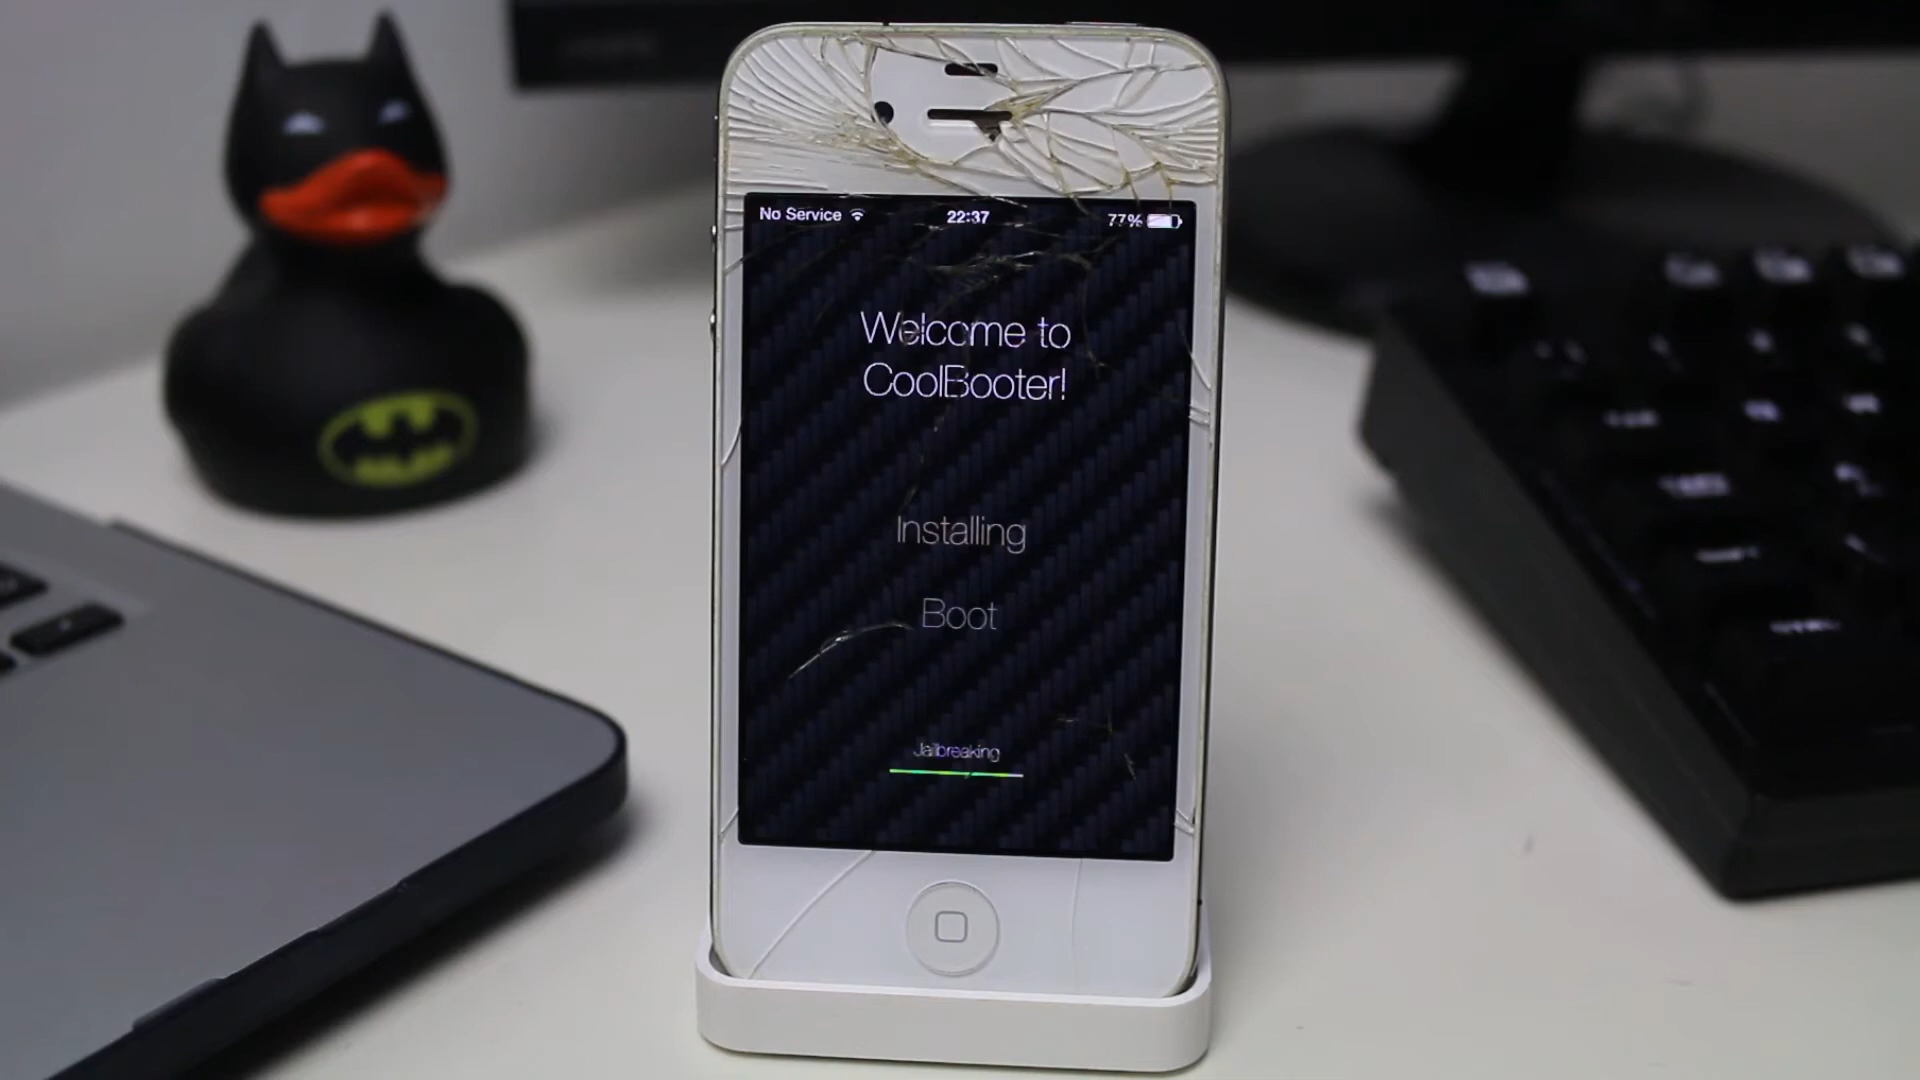 No Service 22:37 77%
Welcome to
CoolBooter!
Installing
Boot
Jailbreaking